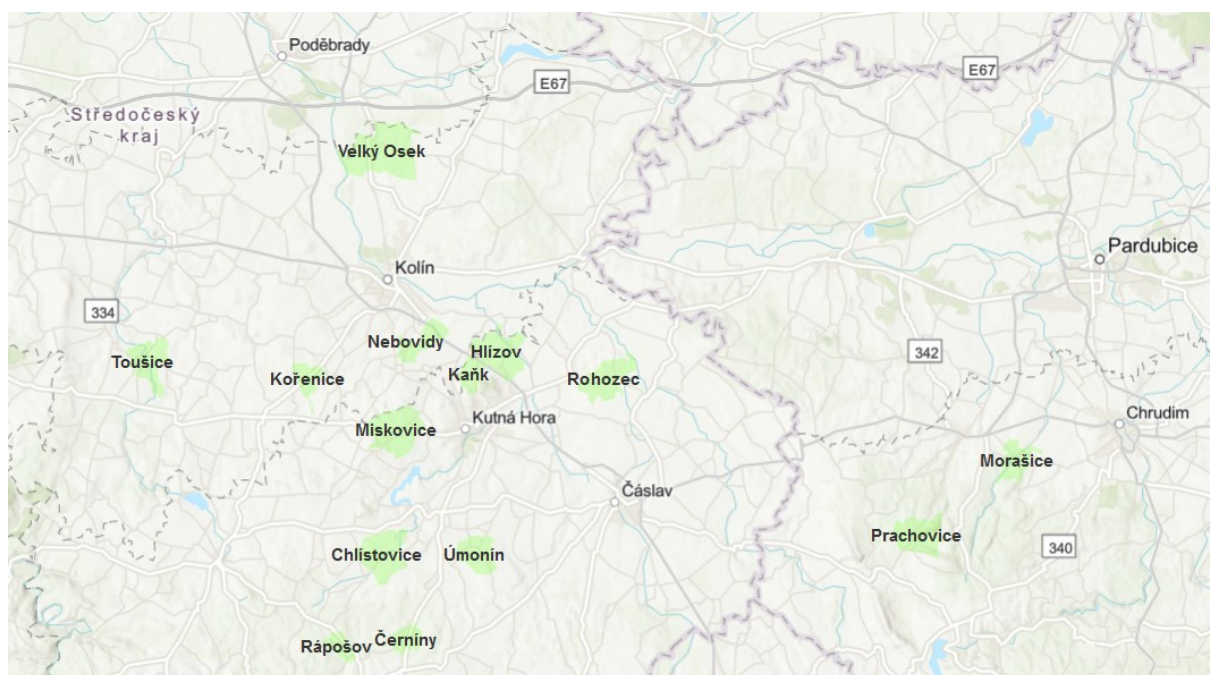 Poděbrady
E67
E67
Středočeský
kraj
Velký Osek
Pardubice
Kolín
334
Nebovidy
Hlízov
342
Toušice
Kořenice
Kaňk
Rohozec
Chrudim
Kutná Hora
Miskovice
Morašice
Čáslav
Prachovice
340
Chlístovice
Úmonín
Rápošov
Černíny